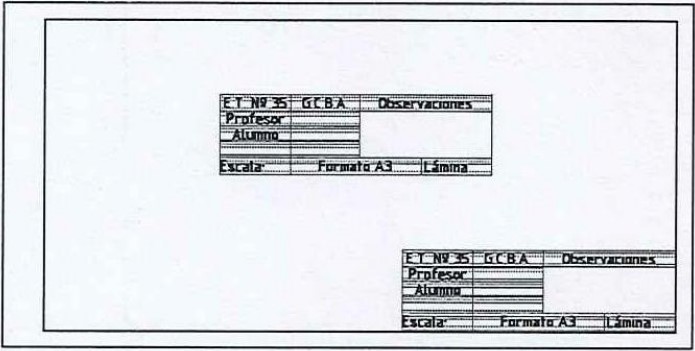 E.T. Nº 35 G.C.B.A. Observaciones
Profesor
Alumno
Escala: Formato A3 Lámina
E.T. Nº 35 G.C.B.A. Observaciones
Profesor
Alumno
Escala: Formato A3 Lámina